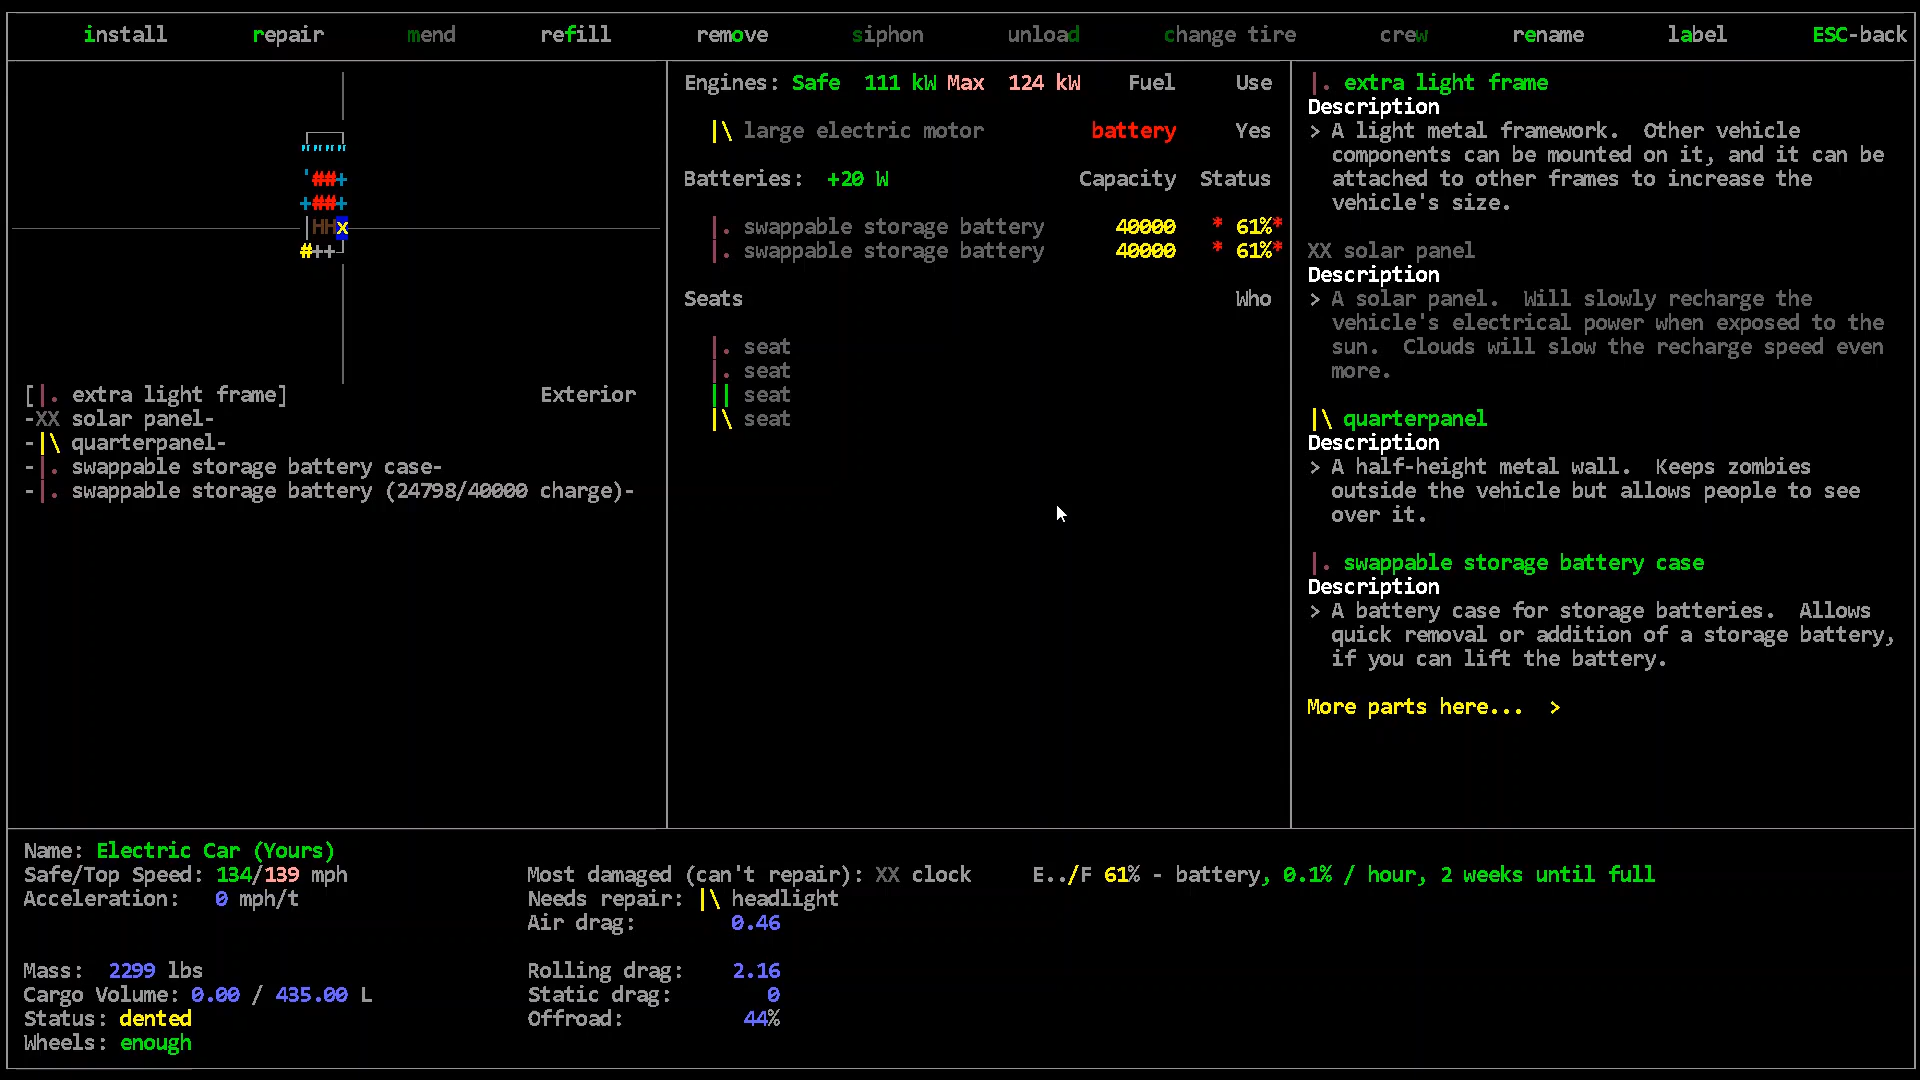 install repair mend refill remove siphon unload change tire crew rename label ESC-back
""""
'##+
+##+
|HHx
#++┘
[|. extra light frame] Exterior
-XX solar panel-
-|\ quarterpanel-
-|. swappable storage battery case-
-|. swappable storage battery (24798/40000 charge)-
Engines: Safe 111 kW Max 124 kW Fuel Use
|\ large electric motor battery Yes
Batteries: +20 W Capacity Status
|. swappable storage battery 40000 * 61%*
|. swappable storage battery 40000 * 61%*
Seats Who
|. seat
|. seat
|| seat
|\ seat
|. extra light frame
Description
> A light metal framework.  Other vehicle
components can be mounted on it, and it can be
attached to other frames to increase the
vehicle's size.
XX solar panel
Description
> A solar panel.  Will slowly recharge the
vehicle's electrical power when exposed to the
sun.  Clouds will slow the recharge speed even
more.
|\ quarterpanel
Description
> A half-height metal wall.  Keeps zombies
outside the vehicle but allows people to see
over it.
|. swappable storage battery case
Description
> A battery case for storage batteries.  Allows
quick removal or addition of a storage battery,
if you can lift the battery.
More parts here...  >
Name: Electric Car (Yours)
Safe/Top Speed: 134/139 mph
Acceleration: 0 mph/t
Mass: 2299 lbs
Cargo Volume: 0.00 / 435.00 L
Status: dented
Wheels: enough
Most damaged (can't repair): XX clock
Needs repair: |\ headlight
Air drag: 0.46
Rolling drag: 2.16
Static drag: 0
Offroad: 44%
E../F 61% - battery, 0.1% / hour, 2 weeks until full